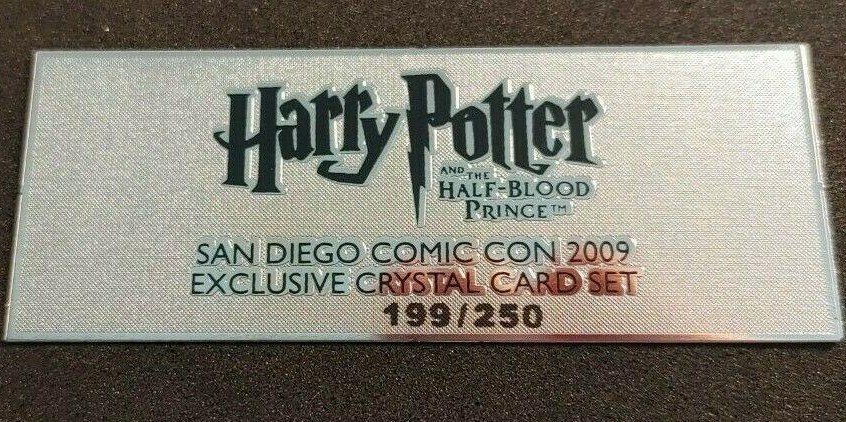 Harry Potter
AND THE
HALF-BLOOD
PRINCE™
SAN DIEGO COMIC CON 2009
EXCLUSIVE CRYSTAL CARD SET
199/250